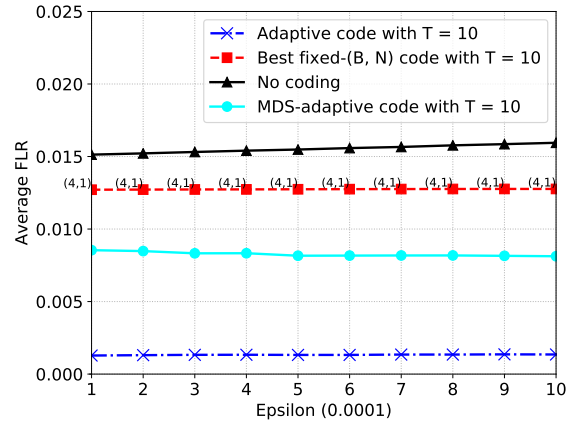 0.025
0.020
0.015
0.010
0.005
0.000
Average FLR
Adaptive code with T = 10
Best fixed-(B, N) code with T = 10
No coding
MDS-adaptive code with T = 10
(4,1) (4,1) (4,1) (4,1) (4,1) (4,1) (4,1) (4,1) (4,1) (4,1)
1 2 3 4 5 6 7 8 9 10
Epsilon (0.0001)